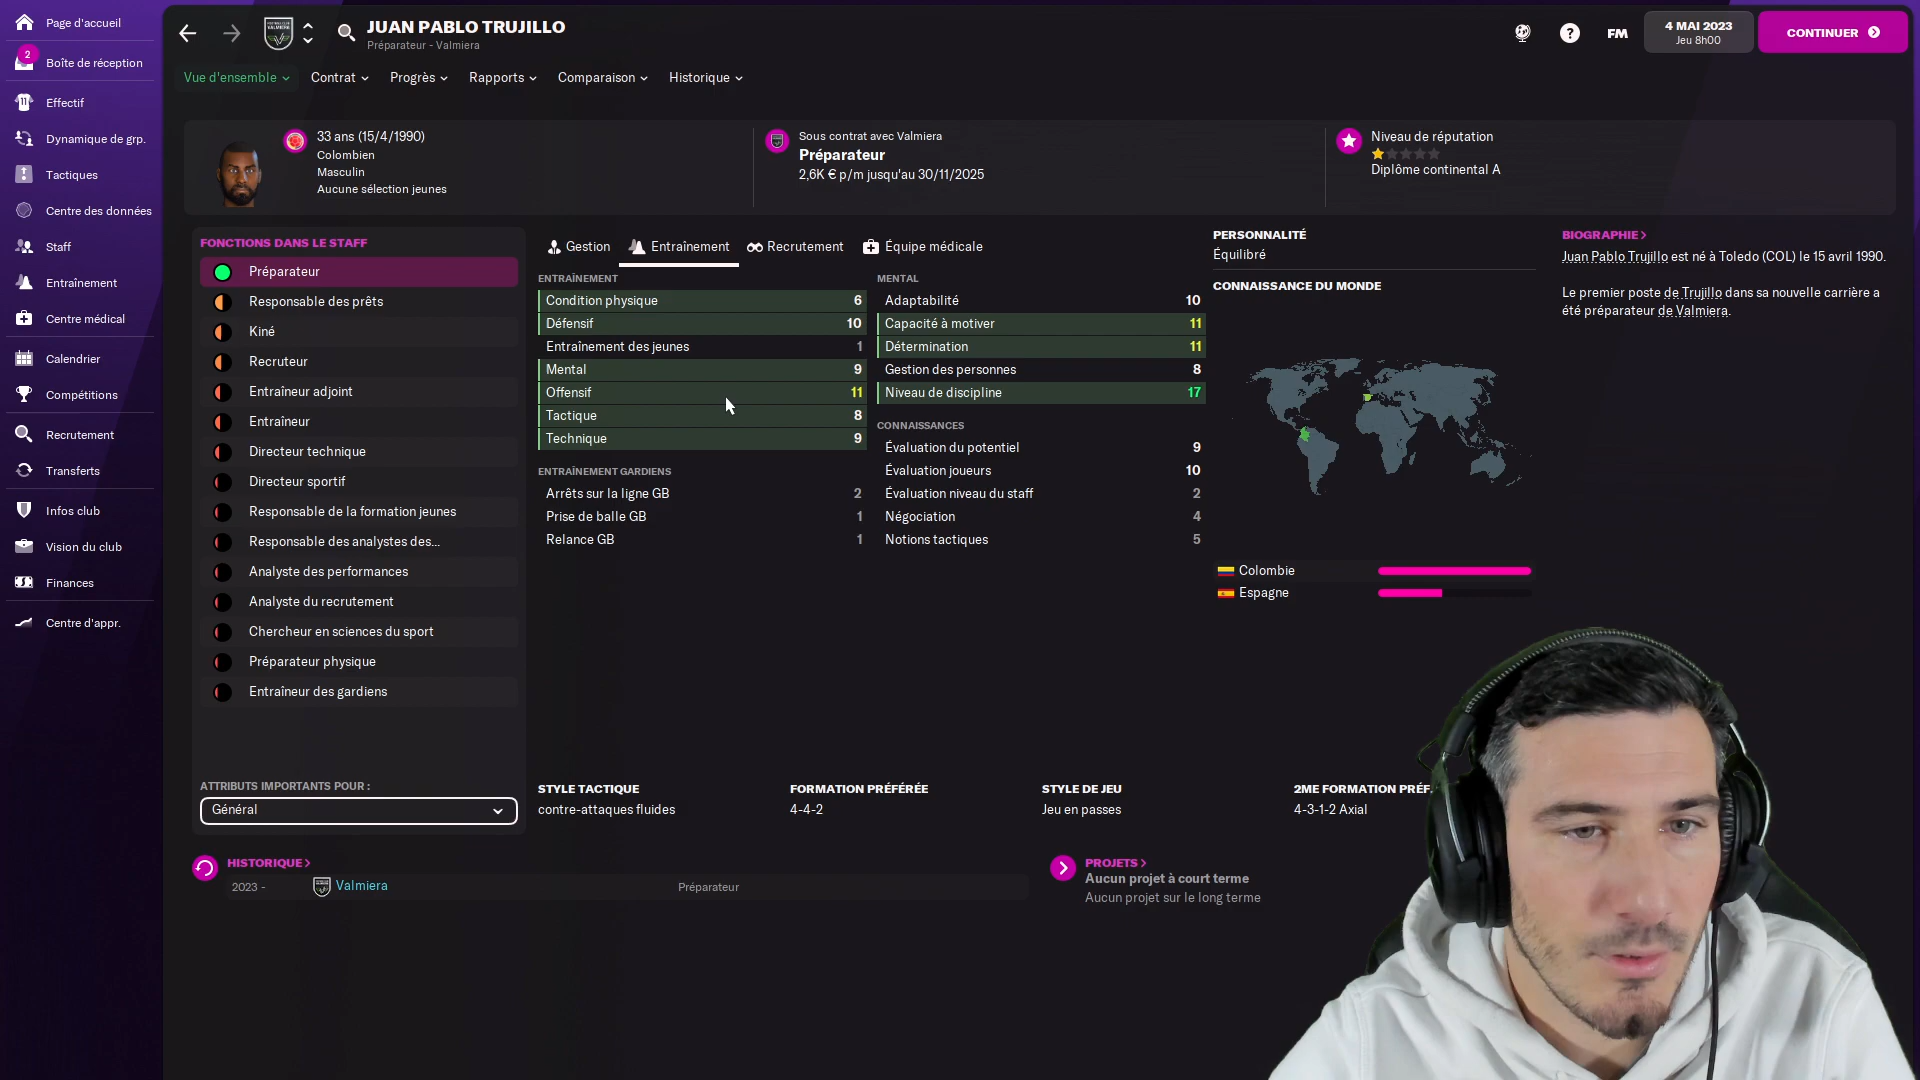 Page d'accueil
2
Boîte de réception
Effectif
Dynamique de grp.
Tactiques
Centre des données
Staff
Entraînement
Centre médical
Calendrier
Compétitions
Recrutement
Transferts
Infos club
Vision du club
Finances
Centre d'appr.
JUAN PABLO TRUJILLO
Préparateur - Valmiera
FM
4 MAI 2023
Jeu 8h00
CONTINUER
Vue d'ensemble
Contrat
Progrès
Rapports
Comparaison
Historique
33 ans (15/4/1990)
Colombien
Masculin
Aucune sélection jeunes
Sous contrat avec Valmiera
Préparateur
2,6K € p/m jusqu'au 30/11/2025
Niveau de réputation
Diplôme continental A
FONCTIONS DANS LE STAFF
Préparateur
Responsable des prêts
Kiné
Recruteur
Entraîneur adjoint
Entraîneur
Directeur technique
Directeur sportif
Responsable de la formation jeunes
Responsable des analystes des...
Analyste des performances
Analyste du recrutement
Chercheur en sciences du sport
Préparateur physique
Entraîneur des gardiens
ATTRIBUTS IMPORTANTS POUR :
Général
Gestion
Entraînement
Recrutement
Équipe médicale
ENTRAÎNEMENT
Condition physique 6
Défensif 10
Entraînement des jeunes 1
Mental 9
Offensif 11
Tactique 8
Technique 9
ENTRAÎNEMENT GARDIENS
Arrêts sur la ligne GB 2
Prise de balle GB 1
Relance GB 1
MENTAL
Adaptabilité 10
Capacité à motiver 11
Détermination 11
Gestion des personnes 8
Niveau de discipline 17
CONNAISSANCES
Évaluation du potentiel 9
Évaluation joueurs 10
Évaluation niveau du staff 2
Négociation 4
Notions tactiques 5
PERSONNALITÉ
Équilibré
CONNAISSANCE DU MONDE
Colombie
Espagne
BIOGRAPHIE >
Juan Pablo Trujillo est né à Toledo (COL) le 15 avril 1990.
Le premier poste de Trujillo dans sa nouvelle carrière a
été préparateur de Valmiera.
STYLE TACTIQUE
contre-attaques fluides
FORMATION PRÉFÉRÉE
4-4-2
STYLE DE JEU
Jeu en passes
2ME FORMATION PRÉF.
4-3-1-2 Axial
HISTORIQUE >
2023 - Valmiera Préparateur
PROJETS >
Aucun projet à court terme
Aucun projet sur le long terme